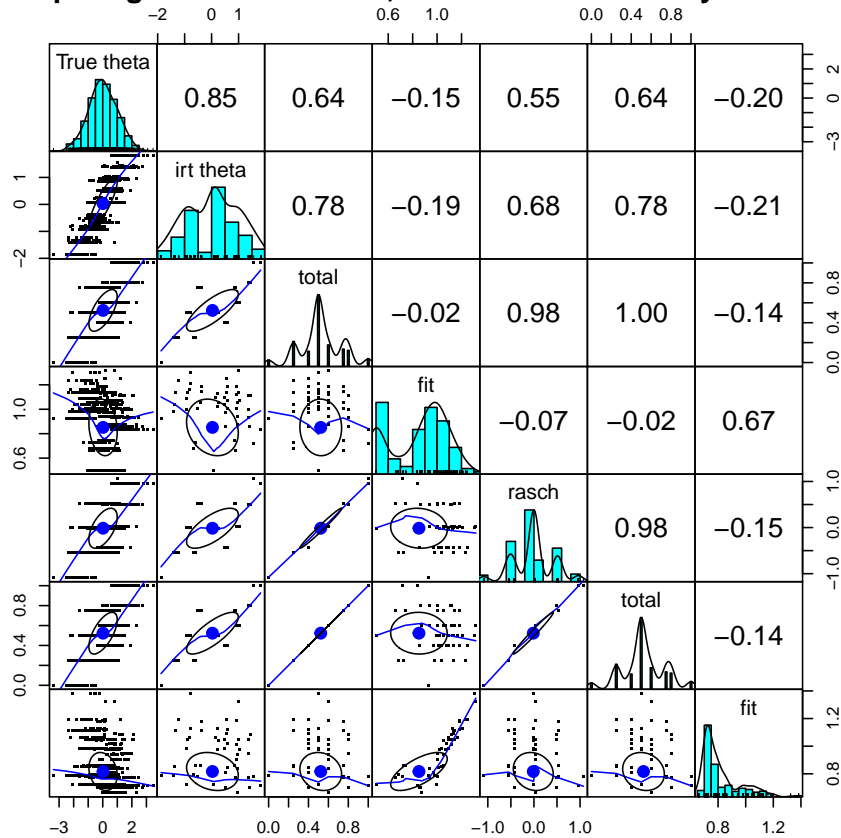 −2 0 1 0.6 1.0 0.0 0.4 0.8
True theta
0.85 0.64 −0.15 0.55 0.64 −0.20
−3 0 2
irt theta
−2 0 1
0.78 −0.19 0.68 0.78 −0.21
total
−0.02 0.98 1.00 −0.14
0.0 0.4 0.8
fit
0.6 1.0
−0.07 −0.02 0.67
rasch
0.98 −0.15
−1.0 0.0 1.0
total
0.0 0.4 0.8
−0.14
fit
0.8 1.2
−3 0 2 0.0 0.4 0.8 −1.0 0.0 1.0 0.8 1.2